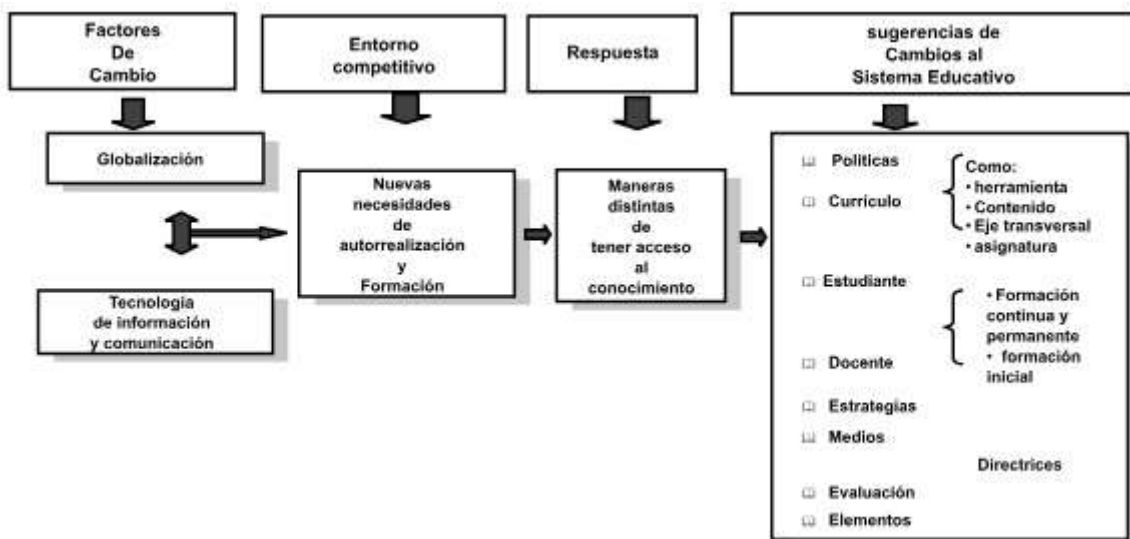 Factores
De
Cambio
Entorno
competitivo
Respuesta
sugerencias de
Cambios al
Sistema Educativo
Globalización
Tecnología
de información
y comunicación
Nuevas
necesidades
de
autorrealización
y
Formación
Maneras
distintas
de
tener acceso
al
conocimiento
Políticas
Currículo
Como:
• herramienta
• Contenido
• Eje transversal
• asignatura
Estudiante
• Formación
continua y
permanente
• formación
inicial
Docente
Estrategias
Medios
Directrices
Evaluación
Elementos